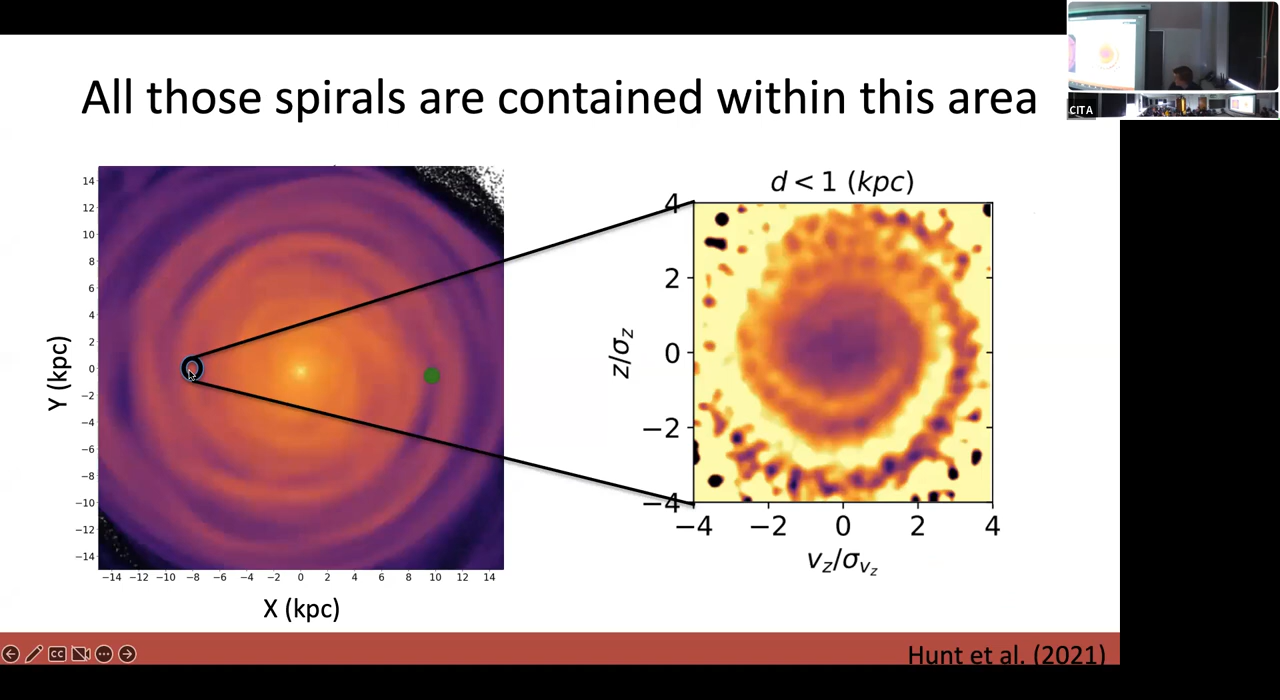 All those spirals are contained within this area
CITA
14
12
10
8
6
4
2
0
−2
−4
−6
−8
−10
−12
−14
Y (kpc)
−14 −12 −10 −8 −6 −4 −2 0 2 4 6 8 10 12 14
X (kpc)
d < 1 (kpc)
4
2
0
−2
−4
z/σz
−4 −2 0 2 4
vz/σvz
CC
Hunt et al. (2021)